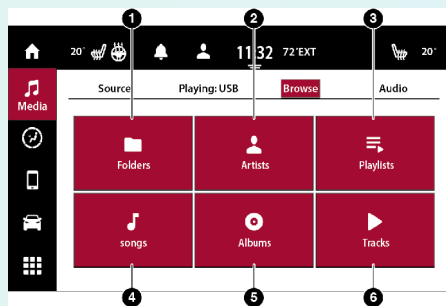 1 2 3
20° 11:32 72°EXT 20°
Media
Source Playing: USB Browse Audio
Folders Artists Playlists
songs Albums Tracks
4 5 6